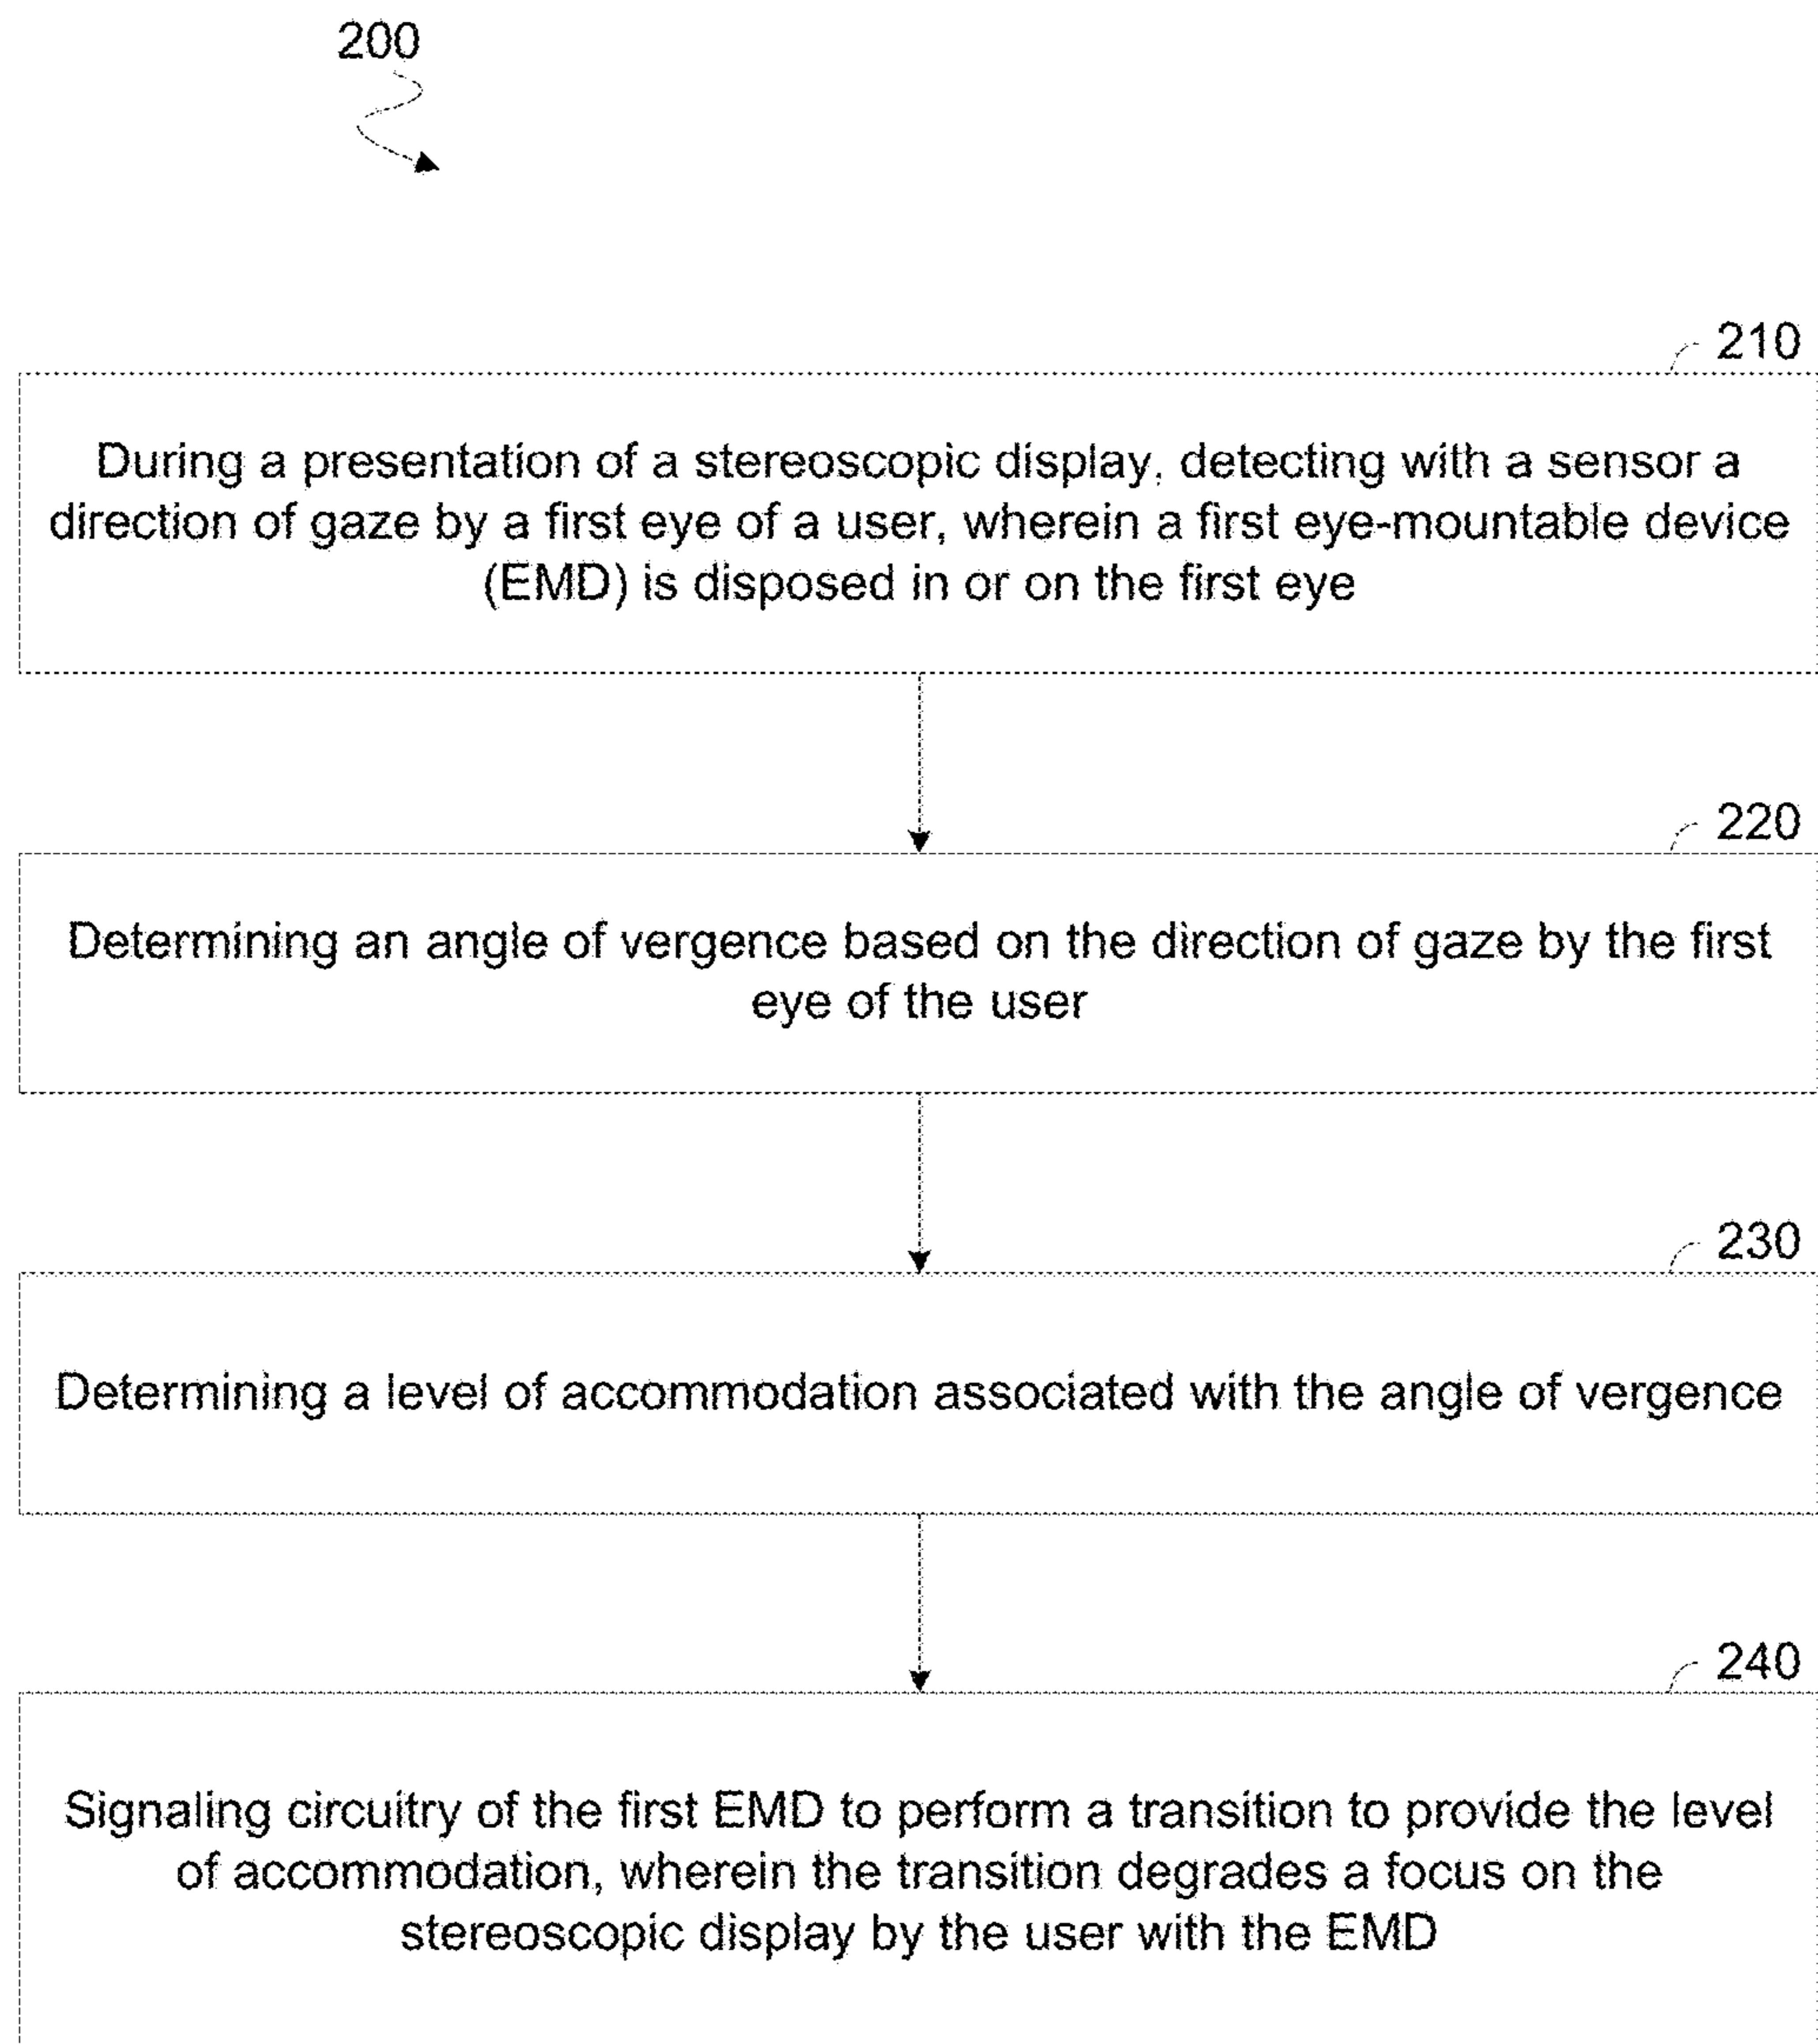 200
210
During a presentation of a stereoscopic display, detecting with a sensor a
direction of gaze by a first eye of a user, wherein a first eye-mountable device
(EMD) is disposed in or on the first eye
220
Determining an angle of vergence based on the direction of gaze by the first
eye of the user
230
Determining a level of accommodation associated with the angle of vergence
240
Signaling circuitry of the first EMD to perform a transition to provide the level
of accommodation, wherein the transition degrades a focus on the
stereoscopic display by the user with the EMD